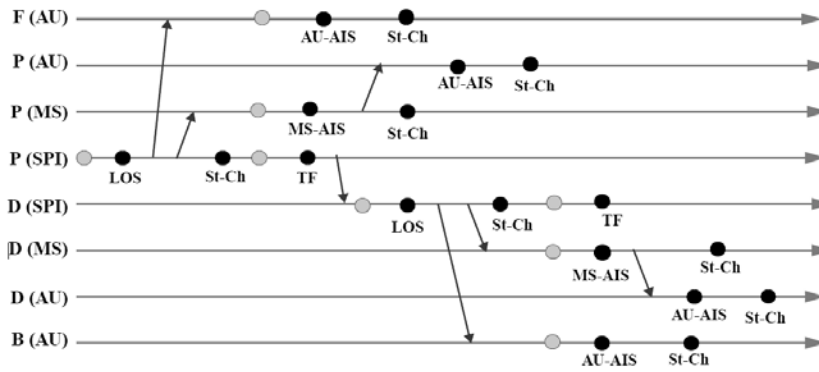 F (AU)
AU-AIS St-Ch
P (AU)
AU-AIS St-Ch
P (MS)
MS-AIS St-Ch
P (SPI)
LOS St-Ch TF
D (SPI)
LOS St-Ch TF
D (MS)
MS-AIS St-Ch
D (AU)
AU-AIS St-Ch
B (AU)
AU-AIS St-Ch